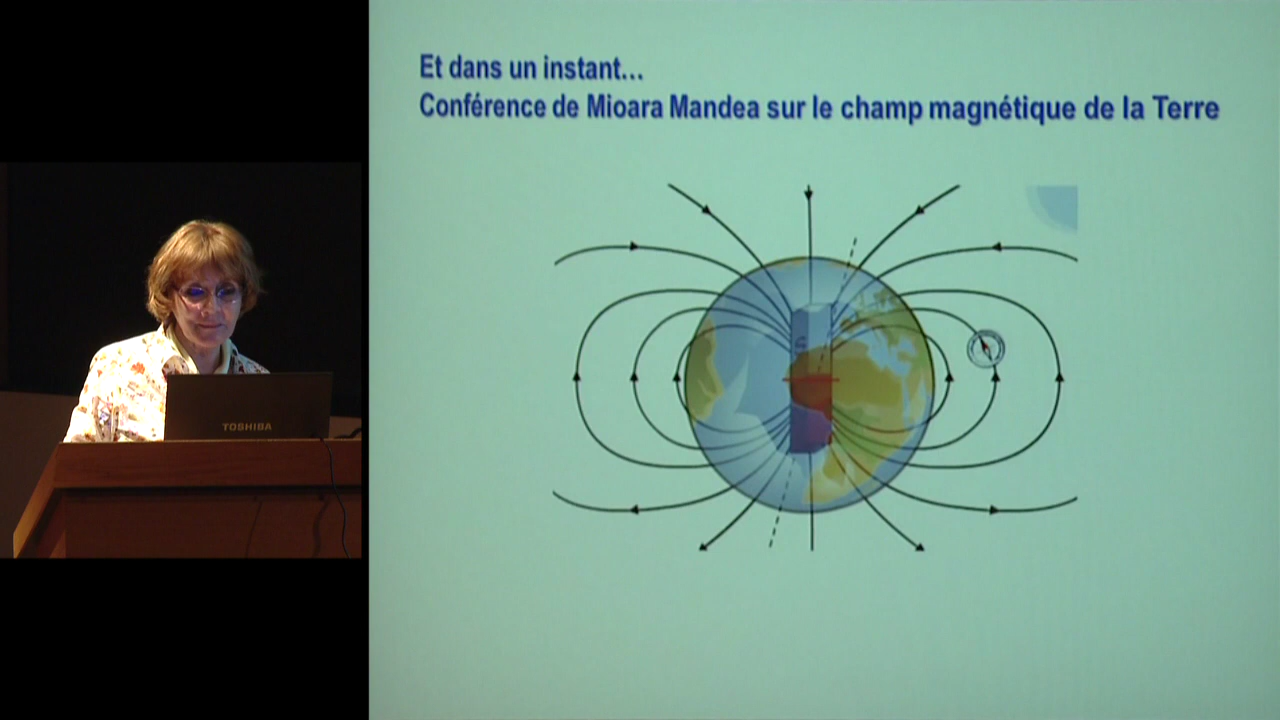 Et dans un instant...
Conférence de Mioara Mandea sur le champ magnétique de la Terre
S
TOSHIBA